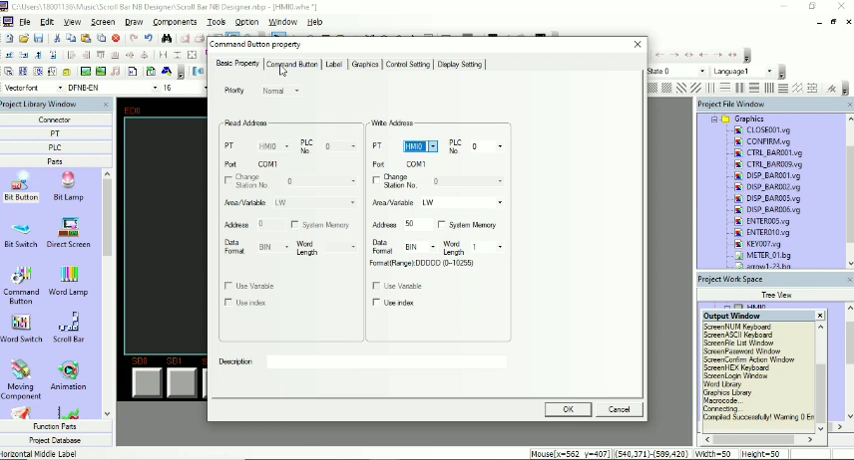 C:\Users\18001136\Music\Scroll Bar NB Designer\Scroll Bar NB Designer.nbp - [HMI0.whe *]
File Edit View Screen Draw Components Tools Option Window Help
State 0 Language1
Vector font DFNB-EN 16
Project Library Window
Connector
PT
PLC
Parts
Bit Button Bit Lamp
Bit Switch Direct Screen
Command Button Word Lamp
Word Switch Scroll Bar
Moving Component Animation
Function Parts
Project Database
SB0 SB1
Command Button property
Basic Property Command Button Label Graphics Control Setting Display Setting
Priority Normal
Read Address
PT HMI0 PLC No. 0
Port COM1
Change Station No. 0
Area/Variable LW
Address 0 System Memory
Data Format BIN Word Length
Use Variable
Use index
Write Address
PT HMI0 PLC No. 0
Port COM1
Change Station No. 0
Area/Variable LW
Address 50 System Memory
Data Format BIN Word Length 1
Format(Range):DDDDD (0--10255)
Use Variable
Use index
Description
OK Cancel
Project File Window
Graphics
CLOSE001.vg
CONFIRM.vg
CTRL_BAR001.vg
CTRL_BAR009.vg
DISP_BAR001.vg
DISP_BAR002.vg
DISP_BAR005.vg
DISP_BAR006.vg
ENTER005.vg
ENTER010.vg
KEY007.vg
METER_01.bg
arrow1-23.bg
Project Work Space
Tree View
HMI0
Output Window
ScreenNUM Keyboard
ScreenASCII Keyboard
ScreenFile List Window
ScreenPassword Window
ScreenConfirm Action Window
ScreenHEX Keyboard
ScreenLogin Window
Word Library
Graphics Library
Macrocode...
Connecting...
Compiled Successfully! Warning 0 Err
Horizontal Middle Label
Mouse[x=562 y=407] (540,371)-(589,420) Width=50 Height=50